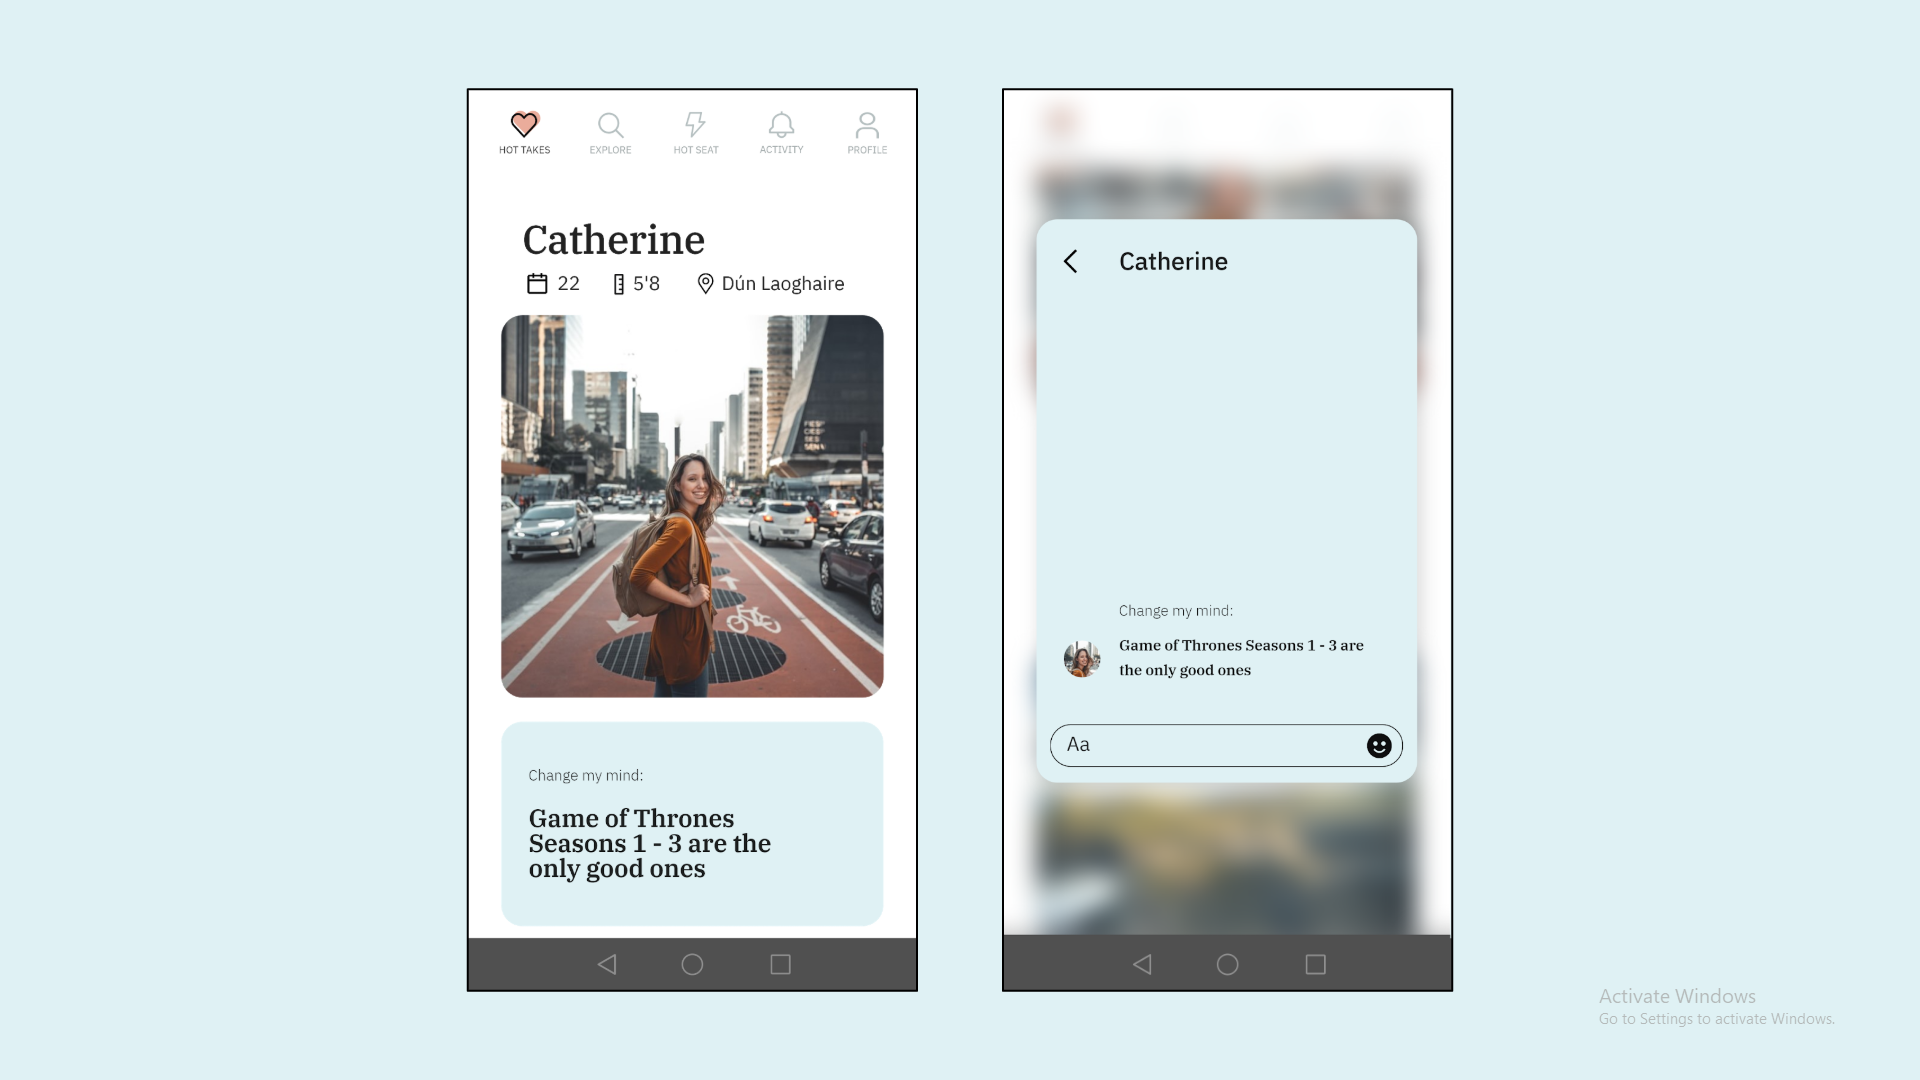 HOT TAKES
EXPLORE
HOT SEAT
ACTIVITY
PROFILE
Catherine
22
5'8
Dún Laoghaire
Change my mind:
Game of Thrones
Seasons 1 - 3 are the
only good ones
Catherine
Change my mind:
Game of Thrones Seasons 1 - 3 are
the only good ones
Aa
Activate Windows
Go to Settings to activate Windows.